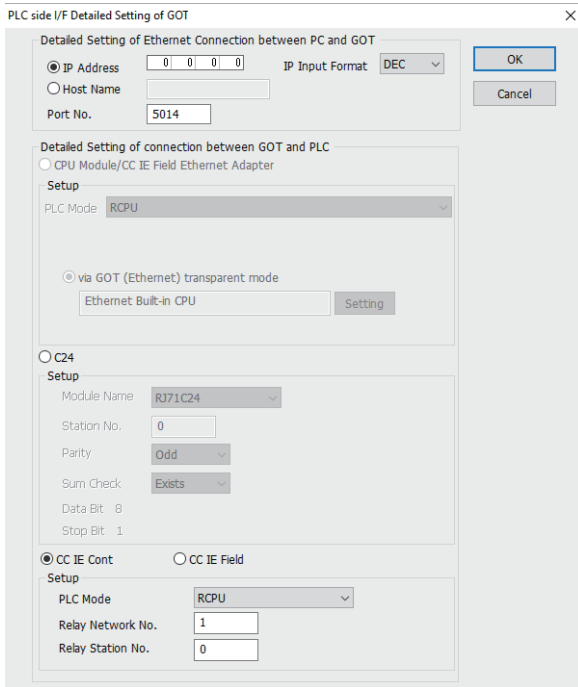 PLC side I/F Detailed Setting of GOT
Detailed Setting of Ethernet Connection between PC and GOT
IP Address 0 0 0 0 IP Input Format DEC
OK
Host Name
Cancel
Port No. 5014
Detailed Setting of connection between GOT and PLC
CPU Module/CC IE Field Ethernet Adapter
Setup
PLC Mode RCPU
via GOT (Ethernet) transparent mode
Ethernet Built-in CPU Setting
C24
Setup
Module Name RJ71C24
Station No. 0
Parity Odd
Sum Check Exists
Data Bit 8
Stop Bit 1
CC IE Cont CC IE Field
Setup
PLC Mode RCPU
Relay Network No. 1
Relay Station No. 0